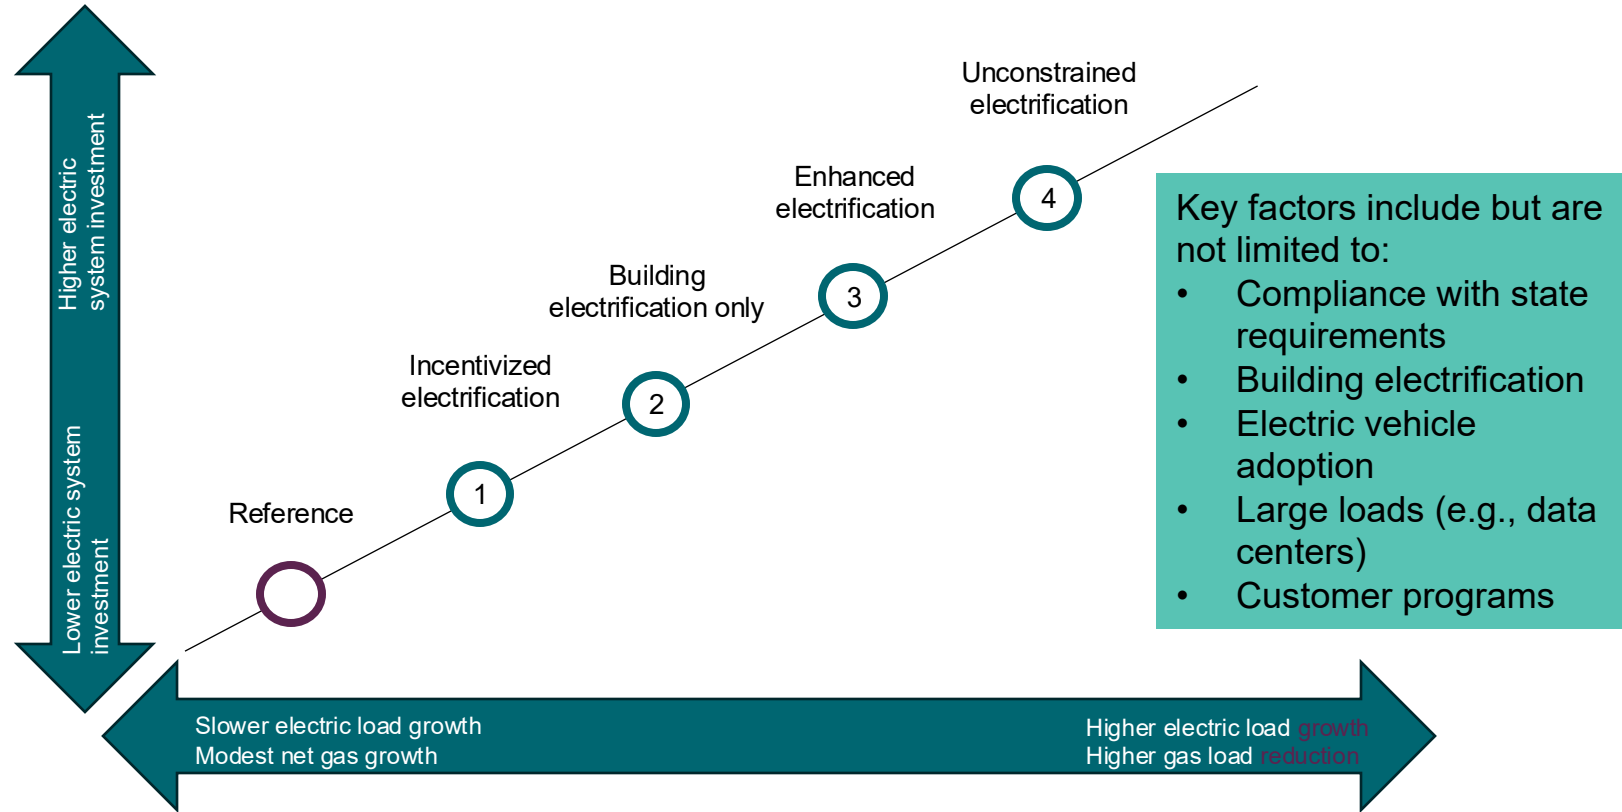 Unconstrained
electrification
Enhanced
electrification
Building
electrification only
Incentivized
electrification
Reference
4
3
2
1
Higher electric
system investment
Lower electric system
investment
Key factors include but are
not limited to:
• Compliance with state
requirements
• Building electrification
• Electric vehicle
adoption
• Large loads (e.g., data
centers)
• Customer programs
Slower electric load growth
Modest net gas growth
Higher electric load growth
Higher gas load reduction